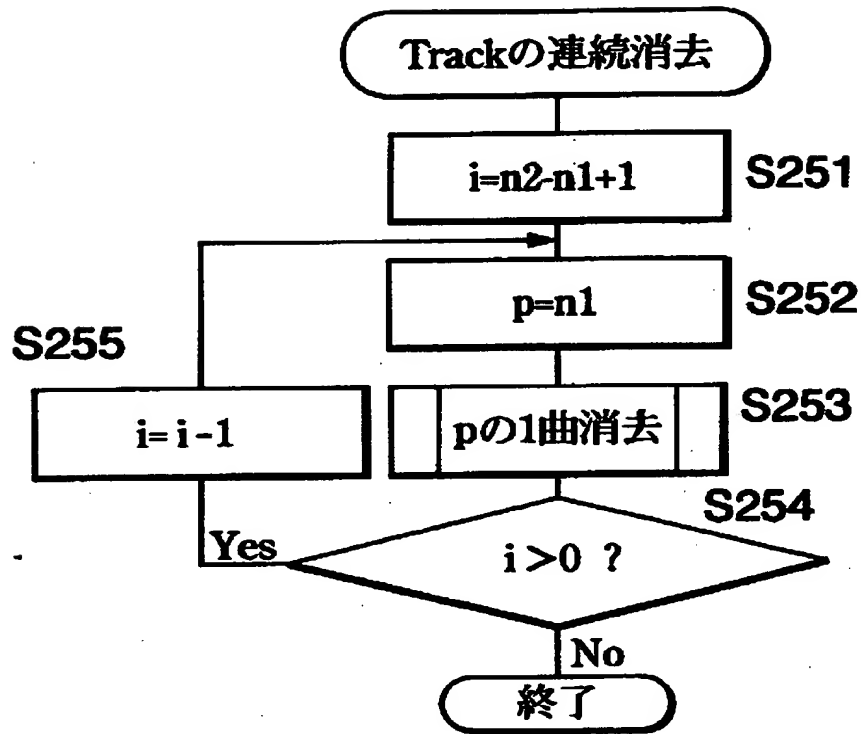 Trackの連続消去
i=n2-n1+1
S251
p=n1
S252
S255
i=i-1
pの1曲消去
S253
S254
i>0 ?
Yes
No
終了